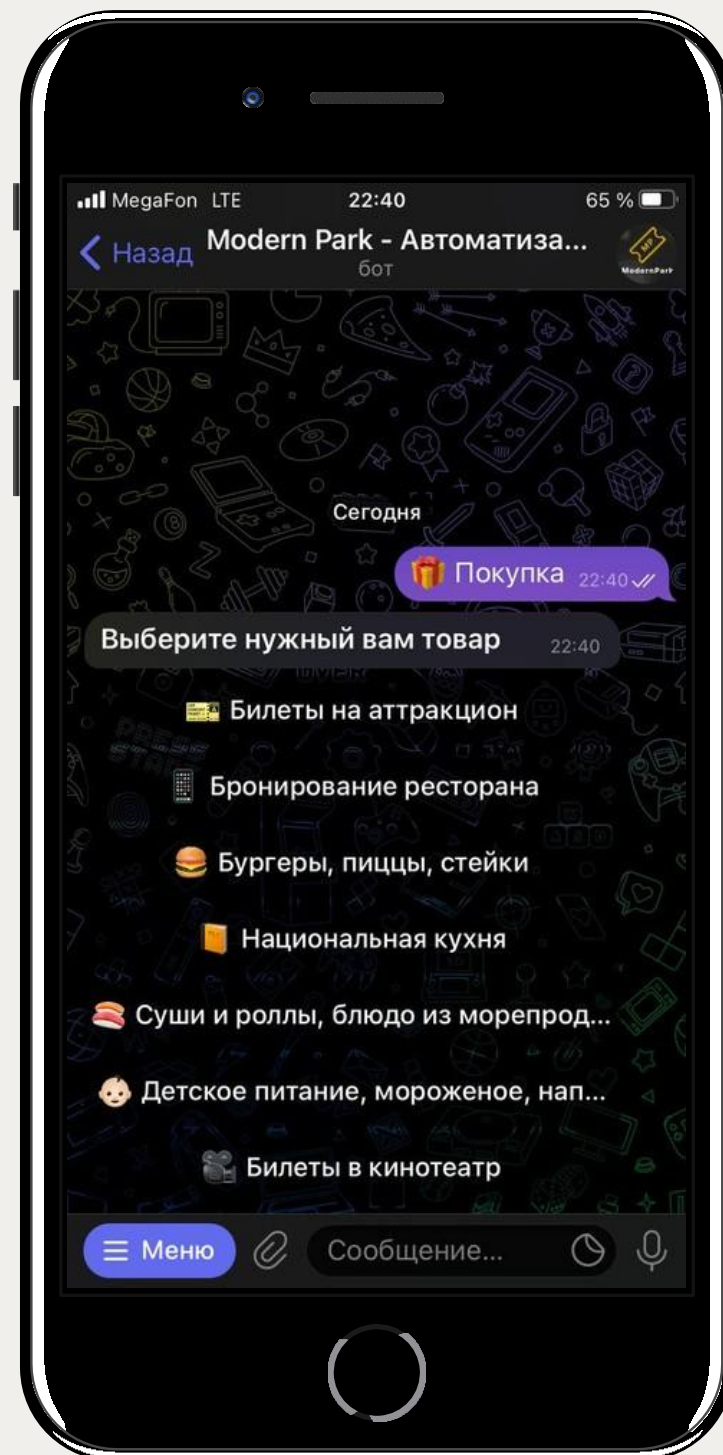 MegaFon LTE 22:40 65 %
Назад Modern Park - Автоматиза...
бот
MP
ModernPark
Сегодня
🎁 Покупка 22:40
Выберите нужный вам товар 22:40
🎫 Билеты на аттракцион
📱 Бронирование ресторана
🍔 Бургеры, пиццы, стейки
📙 Национальная кухня
🍣 Суши и роллы, блюдо из морепрод...
👶🏻 Детское питание, мороженое, нап...
🎥 Билеты в кинотеатр
Меню Сообщение...